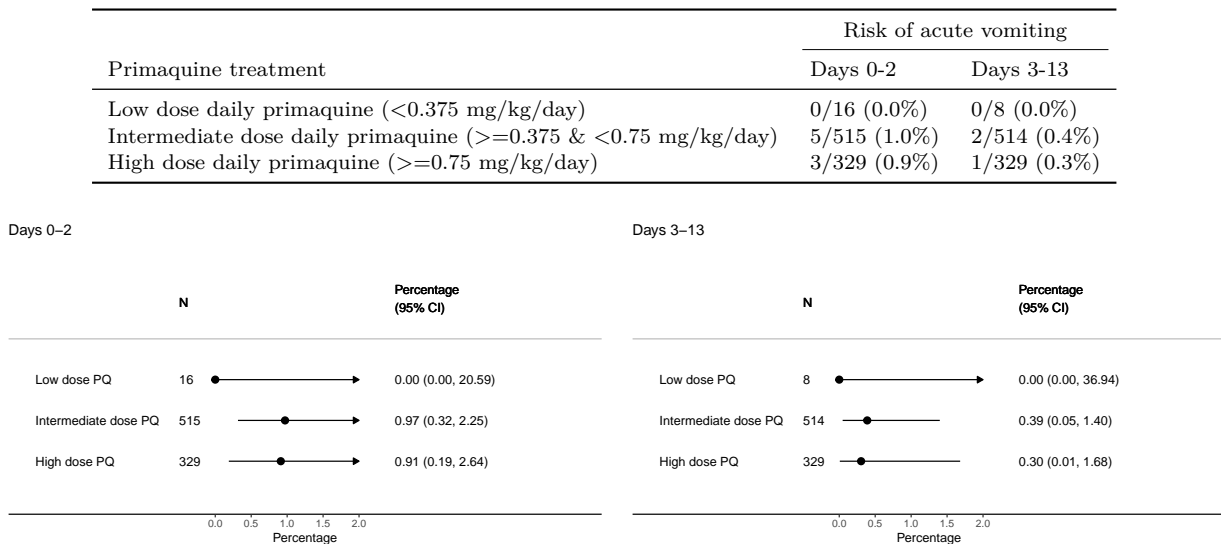 Risk of acute vomiting
Primaquine treatment Days 0-2 Days 3-13
Low dose daily primaquine (<0.375 mg/kg/day) 0/16 (0.0%) 0/8 (0.0%)
Intermediate dose daily primaquine (>=0.375 & <0.75 mg/kg/day) 5/515 (1.0%) 2/514 (0.4%)
High dose daily primaquine (>=0.75 mg/kg/day) 3/329 (0.9%) 1/329 (0.3%)
Days 0–2
N Percentage
(95% CI)
Low dose PQ 16 0.00 (0.00, 20.59)
Intermediate dose PQ 515 0.97 (0.32, 2.25)
High dose PQ 329 0.91 (0.19, 2.64)
0.0 0.5 1.0 1.5 2.0
Percentage
Days 3–13
N Percentage
(95% CI)
Low dose PQ 8 0.00 (0.00, 36.94)
Intermediate dose PQ 514 0.39 (0.05, 1.40)
High dose PQ 329 0.30 (0.01, 1.68)
0.0 0.5 1.0 1.5 2.0
Percentage